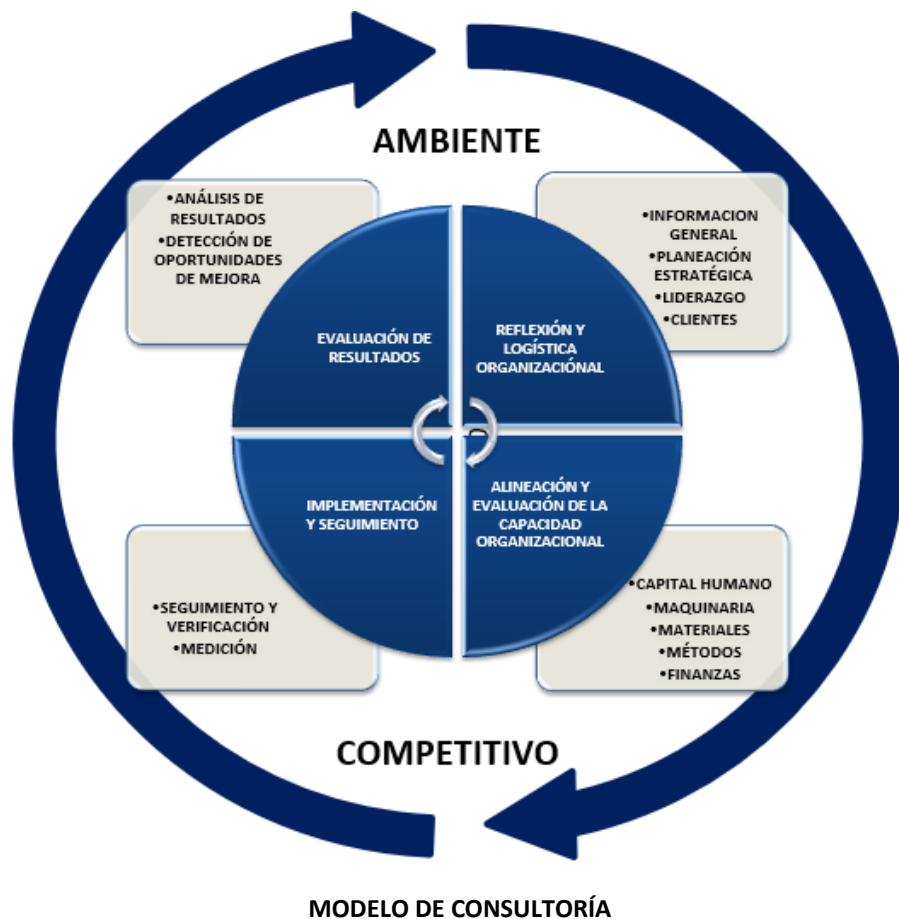 AMBIENTE
•ANÁLISIS DE
RESULTADOS
•DETECCIÓN DE
OPORTUNIDADES
DE MEJORA
•INFORMACION
GENERAL
•PLANEACIÓN
ESTRATÉGICA
•LIDERAZGO
•CLIENTES
EVALUACIÓN DE
RESULTADOS
REFLEXIÓN Y
LOGÍSTICA
ORGANIZACIÓNAL
IMPLEMENTACIÓN
Y SEGUIMIENTO
ALINEACIÓN Y
EVALUACIÓN DE LA
CAPACIDAD
ORGANIZACIONAL
•SEGUIMIENTO Y
VERIFICACIÓN
•MEDICIÓN
•CAPITAL HUMANO
•MAQUINARIA
•MATERIALES
•MÉTODOS
•FINANZAS
COMPETITIVO
MODELO DE CONSULTORÍA